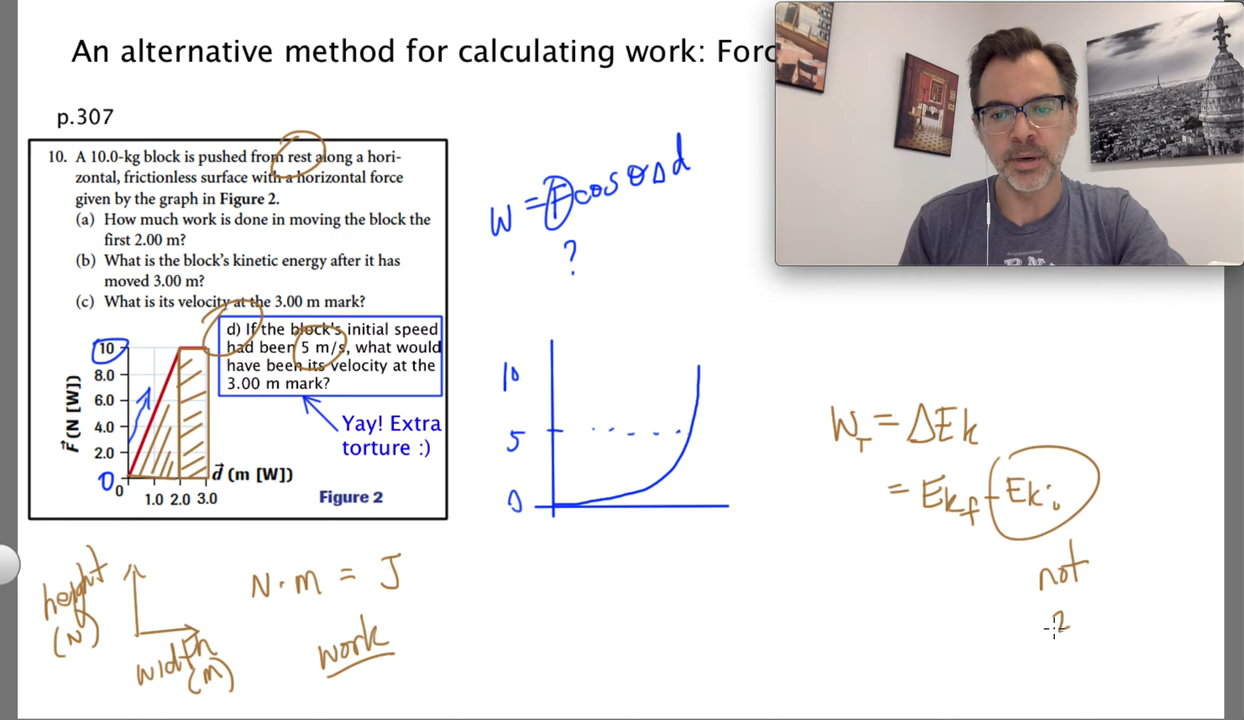 An alternative method for calculating work: Forc
p.307
10. A 10.0-kg block is pushed from rest along a hori-
zontal, frictionless surface with a horizontal force
given by the graph in Figure 2.
(a) How much work is done in moving the block the
first 2.00 m?
(b) What is the block's kinetic energy after it has
moved 3.00 m?
(c) What is its velocity at the 3.00 m mark?
d) If the block's initial speed
had been 5 m/s, what would
have been its velocity at the
3.00 m mark?
Yay! Extra
torture :)
10
8.0
6.0
4.0
2.0
0
0
F⃗ (N [W])
d⃗ (m [W])
1.0 2.0 3.0
Figure 2
W = F cos θ Δd
?
10
5
0
W_T = ΔEk
= Ek_f - Ek_i
not
2
height
(N)
width
(m)
N·m = J
work